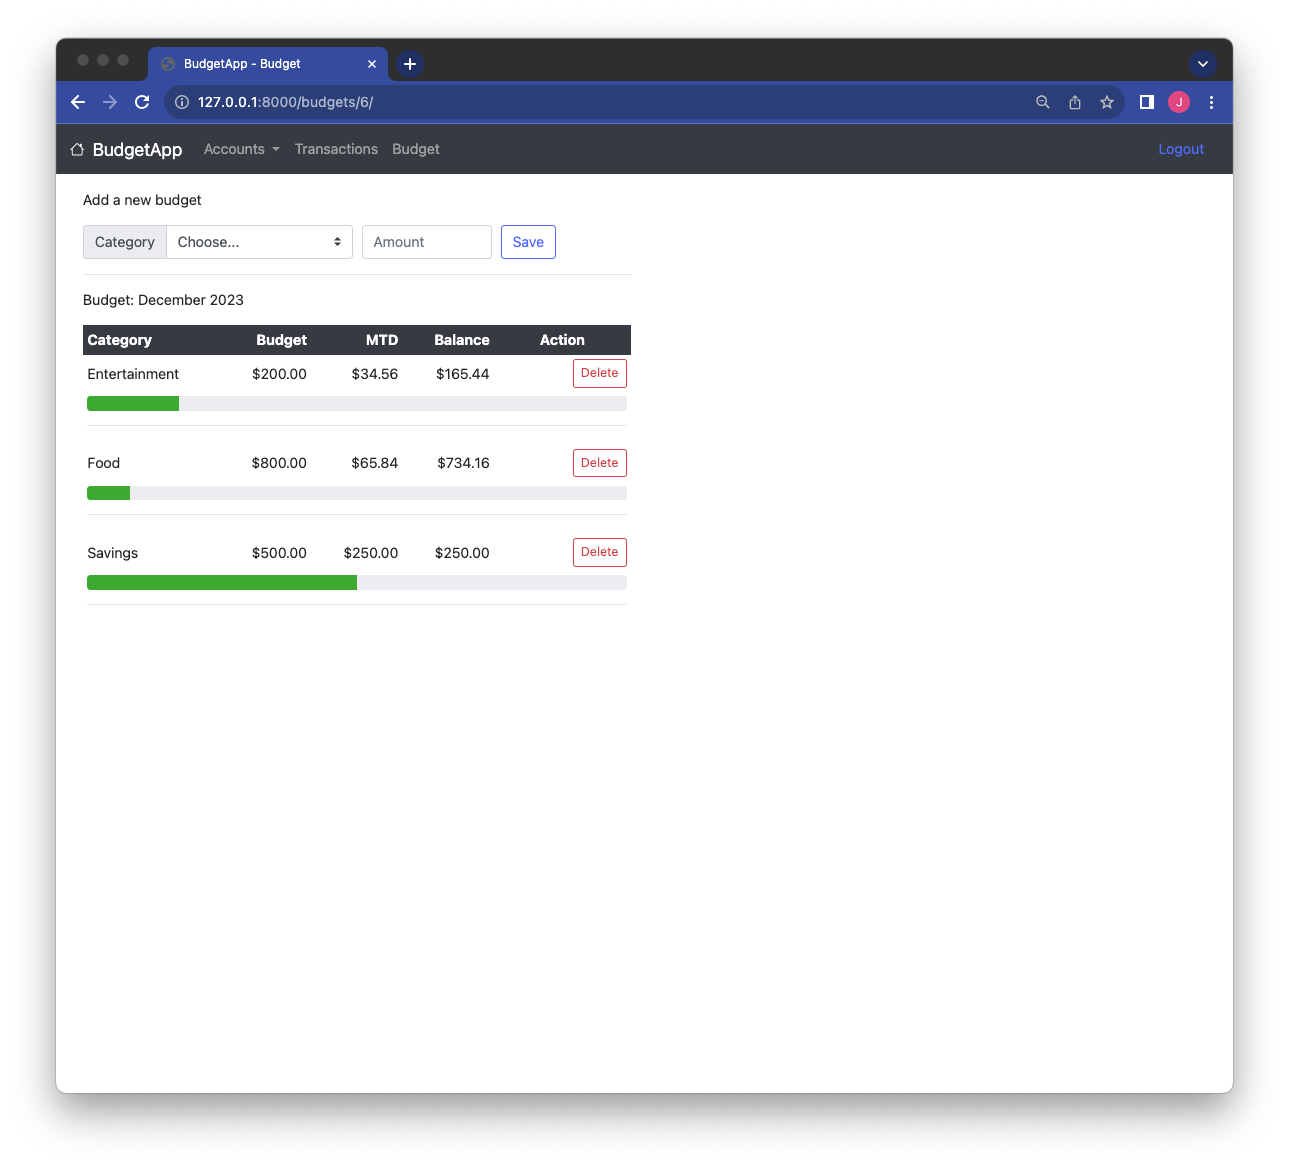 BudgetApp - Budget
127.0.0.1:8000/budgets/6/
J
BudgetApp Accounts Transactions Budget Logout
Add a new budget
Category Choose... Amount Save
Budget: December 2023
Category Budget MTD Balance Action
Entertainment $200.00 $34.56 $165.44 Delete
Food $800.00 $65.84 $734.16 Delete
Savings $500.00 $250.00 $250.00 Delete